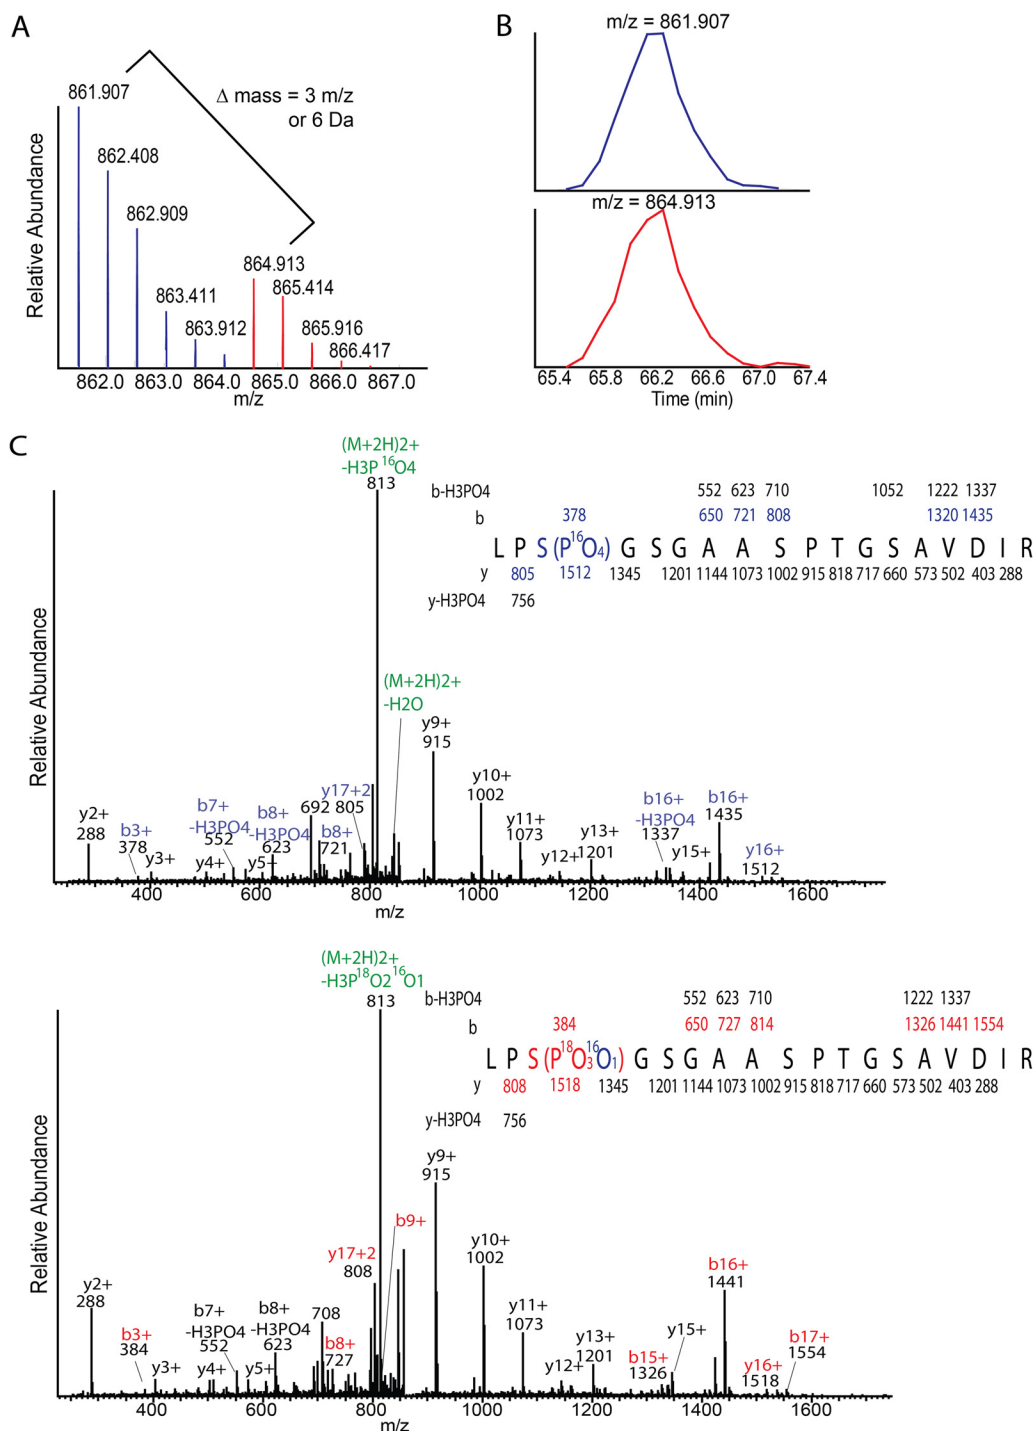 A
861.907
Δ mass = 3 m/z
or 6 Da
862.408
862.909
863.411
863.912
864.913
865.414
865.916
866.417
Relative Abundance
862.0 863.0 864.0 865.0 866.0 867.0
m/z
B
m/z = 861.907
m/z = 864.913
65.4 65.8 66.2 66.6 67.0 67.4
Time (min)
C
(M+2H)2+
-H3P 16O4
813
b-H3PO4 552 623 710 1052 1222 1337
b 378 650 721 808 1320 1435
L P S (P16O4) G S G A A S P T G S A V D I R
y 805 1512 1345 1201 1144 1073 1002 915 818 717 660 573 502 403 288
y-H3PO4 756
(M+2H)2+
-H2O
Relative Abundance
y2+
288
b3+
378
y3+
y4+
b7+
-H3PO4
552
y5+
b8+
-H3PO4
623
692
b8+
721
y17+2
805
y9+
915
y10+
1002
y11+
1073
y12+
y13+
1201
b16+
-H3PO4
1337
y15+
b16+
1435
y16+
1512
400 600 800 1000 1200 1400 1600
m/z
(M+2H)2+
-H3P18O2 16O1
813
b-H3PO4 552 623 710 1222 1337
b 384 650 727 814 1326 1441 1554
L P S (P18O3 16O1) G S G A A S P T G S A V D I R
y 808 1518 1345 1201 1144 1073 1002 915 818 717 660 573 502 403 288
y-H3PO4 756
Relative Abundance
y2+
288
b3+
384
y3+
y4+
b7+
-H3PO4
552
y5+
b8+
-H3PO4
623
708
b8+
727
y17+2
808
b9+
y9+
915
y10+
1002
y11+
1073
y12+
y13+
1201
b15+
1326
y15+
b16+
1441
y16+
1518
b17+
1554
400 600 800 1000 1200 1400 1600
m/z